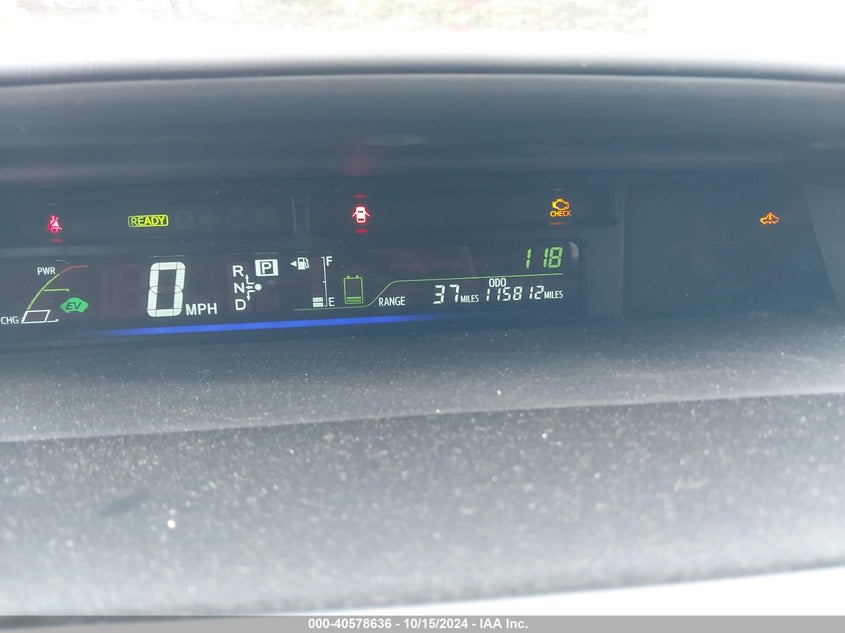 READY
CHECK
118
PWR
CHG
EV
0 MPH
R
N
D
P
F
E
RANGE 37 MILES
ODO
115812 MILES
000-40578636 - 10/15/2024 - IAA Inc.